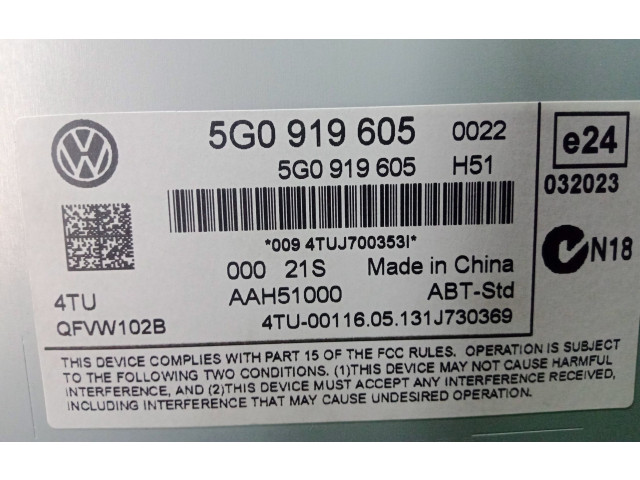 5G0 919 605 0022
5G0 919 605 H51
*009 4TUJ700353I*
000 21S Made in China
4TU AAH51000 ABT-Std
QFVW102B 4TU-00116.05.131J730369
e24
032023
N18
THIS DEVICE COMPLIES WITH PART 15 OF THE FCC RULES. OPERATION IS SUBJECT
TO THE FOLLOWING TWO CONDITIONS. (1)THIS DEVICE MAY NOT CAUSE HARMFUL
INTERFERENCE, AND (2)THIS DEVICE MUST ACCEPT ANY INTERFERENCE RECEIVED,
INCLUDING INTERFERENCE THAT MAY CAUSE UNDESIRED OPERATION.